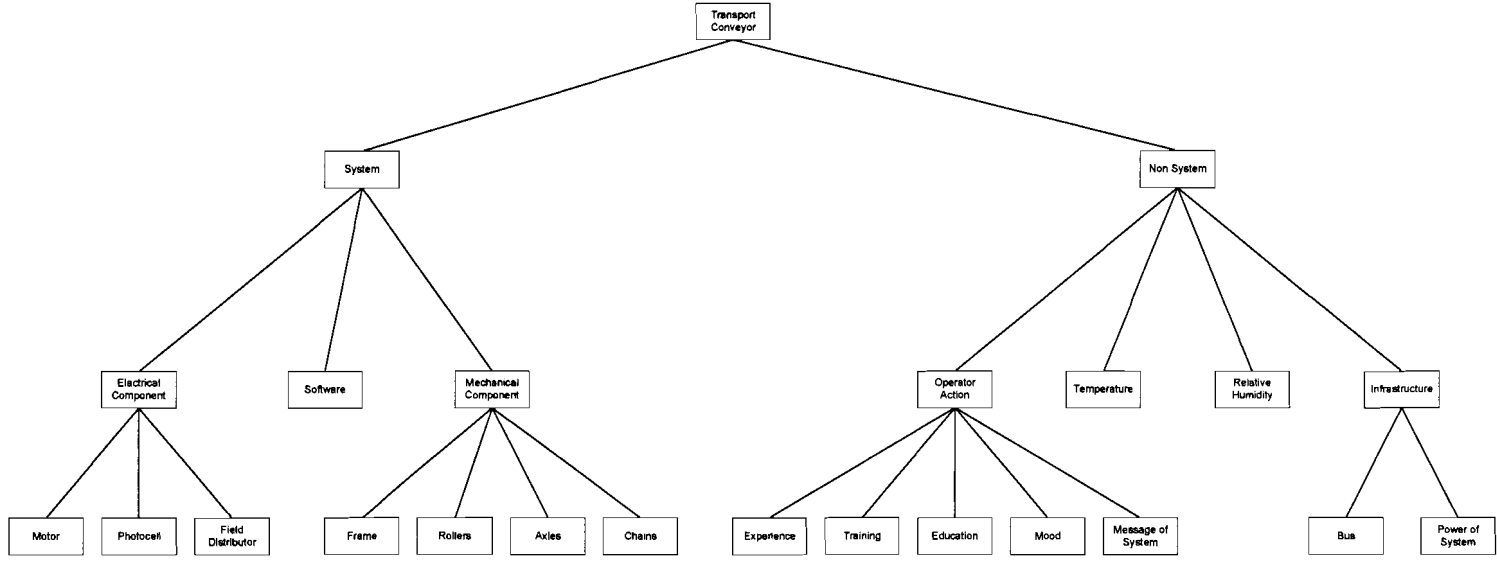 Transport
Conveyor
System
Non System
Electrical
Component
Software
Mechanical
Component
Operator
Action
Temperature
Relative
Humidity
Infrastructure
Motor
Photocell
Field
Distributor
Frame
Rollers
Axles
Chains
Experience
Training
Education
Mood
Message of
System
Bus
Power of
System